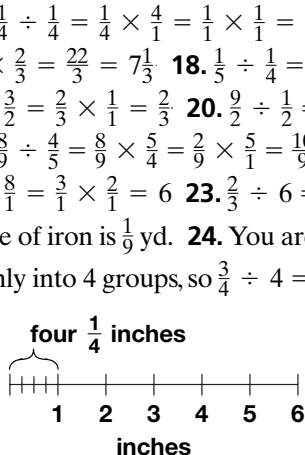 1/4 ÷ 1/4 = 1/4 × 4/1 = 1/1 × 1/1 =
× 2/3 = 22/3 = 7 1/3. 18. 1/5 ÷ 1/4 =
3/2 = 2/3 × 1/1 = 2/3. 20. 9/2 ÷ 1/2
8/9 ÷ 4/5 = 8/9 × 5/4 = 2/9 × 5/1 =
8/1 = 3/1 × 2/1 = 6 23. 2/3 ÷ 6 =
of iron is 1/9 yd. 24. You
into 4 groups, so 3/4 ÷ 4 =
four 1/4 inches
1 2 3 4 5 6
inches